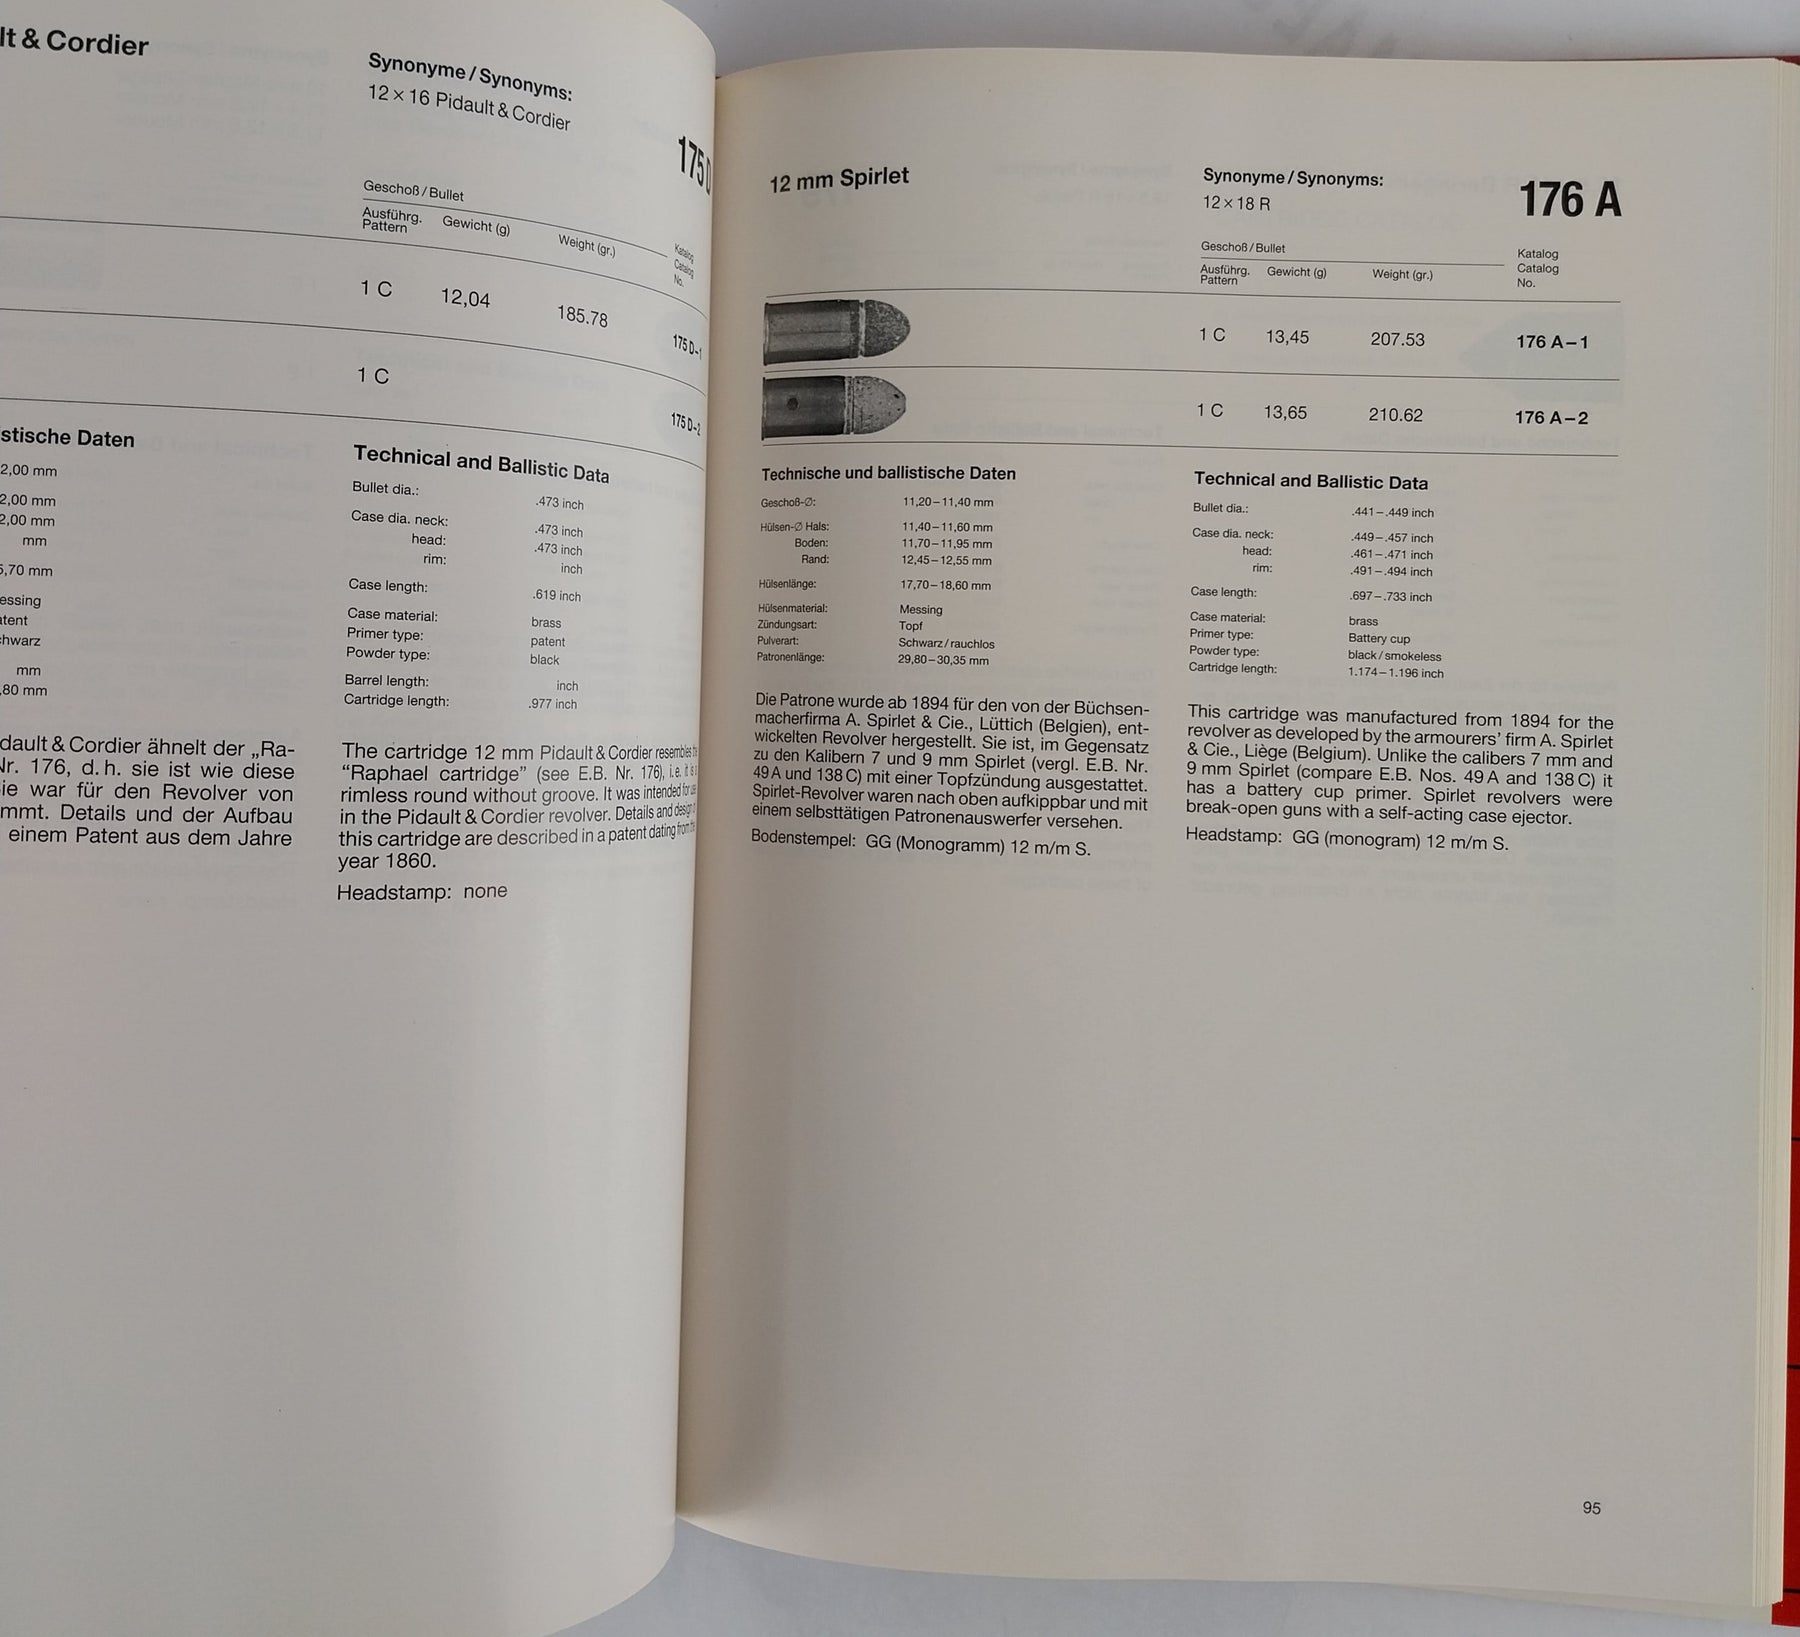 lt & Cordier
Synonyme / Synonyms:
12 × 16 Pidault & Cordier
175 D
Geschoß / Bullet
Ausführg. Gewicht (g) Weight (gr.) Katalog
Pattern Catalog
No.
1 C 12,04 185.78 175 D–1
1 C 175 D–2
stische Daten
2,00 mm
2,00 mm
2,00 mm
mm
5,70 mm
essing
atent
chwarz
mm
,80 mm
dault & Cordier ähnelt der „Ra-
Nr. 176, d. h. sie ist wie diese
ie war für den Revolver von
mmt. Details und der Aufbau
einem Patent aus dem Jahre
Technical and Ballistic Data
Bullet dia.: .473 inch
Case dia. neck: .473 inch
head: .473 inch
rim: inch
Case length: .619 inch
Case material: brass
Primer type: patent
Powder type: black
Barrel length: inch
Cartridge length: .977 inch
The cartridge 12 mm Pidault & Cordier resembles the
“Raphael cartridge” (see E.B. Nr. 176), i.e. it is a
rimless round without groove. It was intended for use
in the Pidault & Cordier revolver. Details and design of
this cartridge are described in a patent dating from the
year 1860.
Headstamp: none
12 mm Spirlet
Synonyme / Synonyms:
12 × 18 R
176 A
Geschoß / Bullet
Ausführg. Gewicht (g) Weight (gr.) Katalog
Pattern Catalog
No.
1 C 13,45 207.53 176 A–1
1 C 13,65 210.62 176 A–2
Technische und ballistische Daten
Geschoß-Ø: 11,20–11,40 mm
Hülsen-Ø Hals: 11,40–11,60 mm
Boden: 11,70–11,95 mm
Rand: 12,45–12,55 mm
Hülsenlänge: 17,70–18,60 mm
Hülsenmaterial: Messing
Zündungsart: Topf
Pulverart: Schwarz / rauchlos
Patronenlänge: 29,80–30,35 mm
Die Patrone wurde ab 1894 für den von der Büchsen-
macherfirma A. Spirlet & Cie., Lüttich (Belgien), ent-
wickelten Revolver hergestellt. Sie ist, im Gegensatz
zu den Kalibern 7 und 9 mm Spirlet (vergl. E.B. Nr.
49 A und 138 C) mit einer Topfzündung ausgestattet.
Spirlet-Revolver waren nach oben aufkippbar und mit
einem selbsttätigen Patronenauswerfer versehen.
Bodenstempel: GG (Monogramm) 12 m/m S.
Technical and Ballistic Data
Bullet dia.: .441–.449 inch
Case dia. neck: .449–.457 inch
head: .461–.471 inch
rim: .491–.494 inch
Case length: .697–.733 inch
Case material: brass
Primer type: Battery cup
Powder type: black / smokeless
Cartridge length: 1.174–1.196 inch
This cartridge was manufactured from 1894 for the
revolver as developed by the armourers’ firm A. Spirlet
& Cie., Liège (Belgium). Unlike the calibers 7 mm and
9 mm Spirlet (compare E.B. Nos. 49 A and 138 C) it
has a battery cup primer. Spirlet revolvers were
break-open guns with a self-acting case ejector.
Headstamp: GG (monogram) 12 m/m S.
95